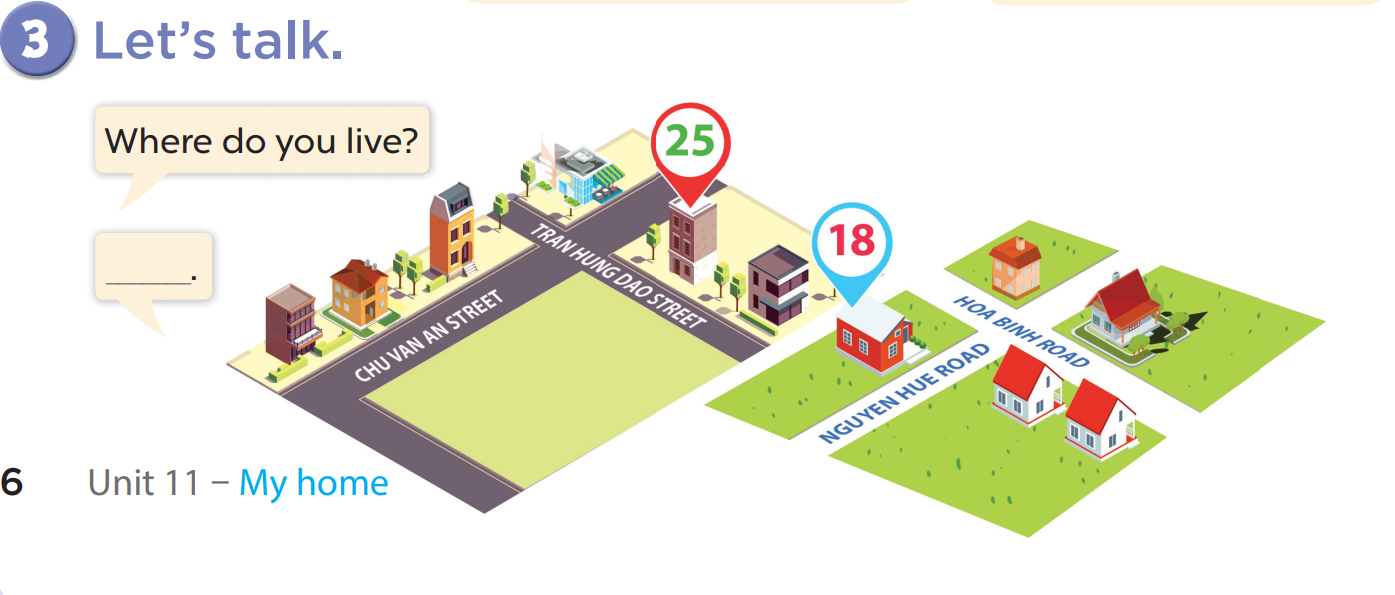 3 Let's talk.
Where do you live?
_______.
25
18
TRAN HUNG DAO STREET
CHU VAN AN STREET
HOA BINH ROAD
NGUYEN HUE ROAD
6 Unit 11 – My home